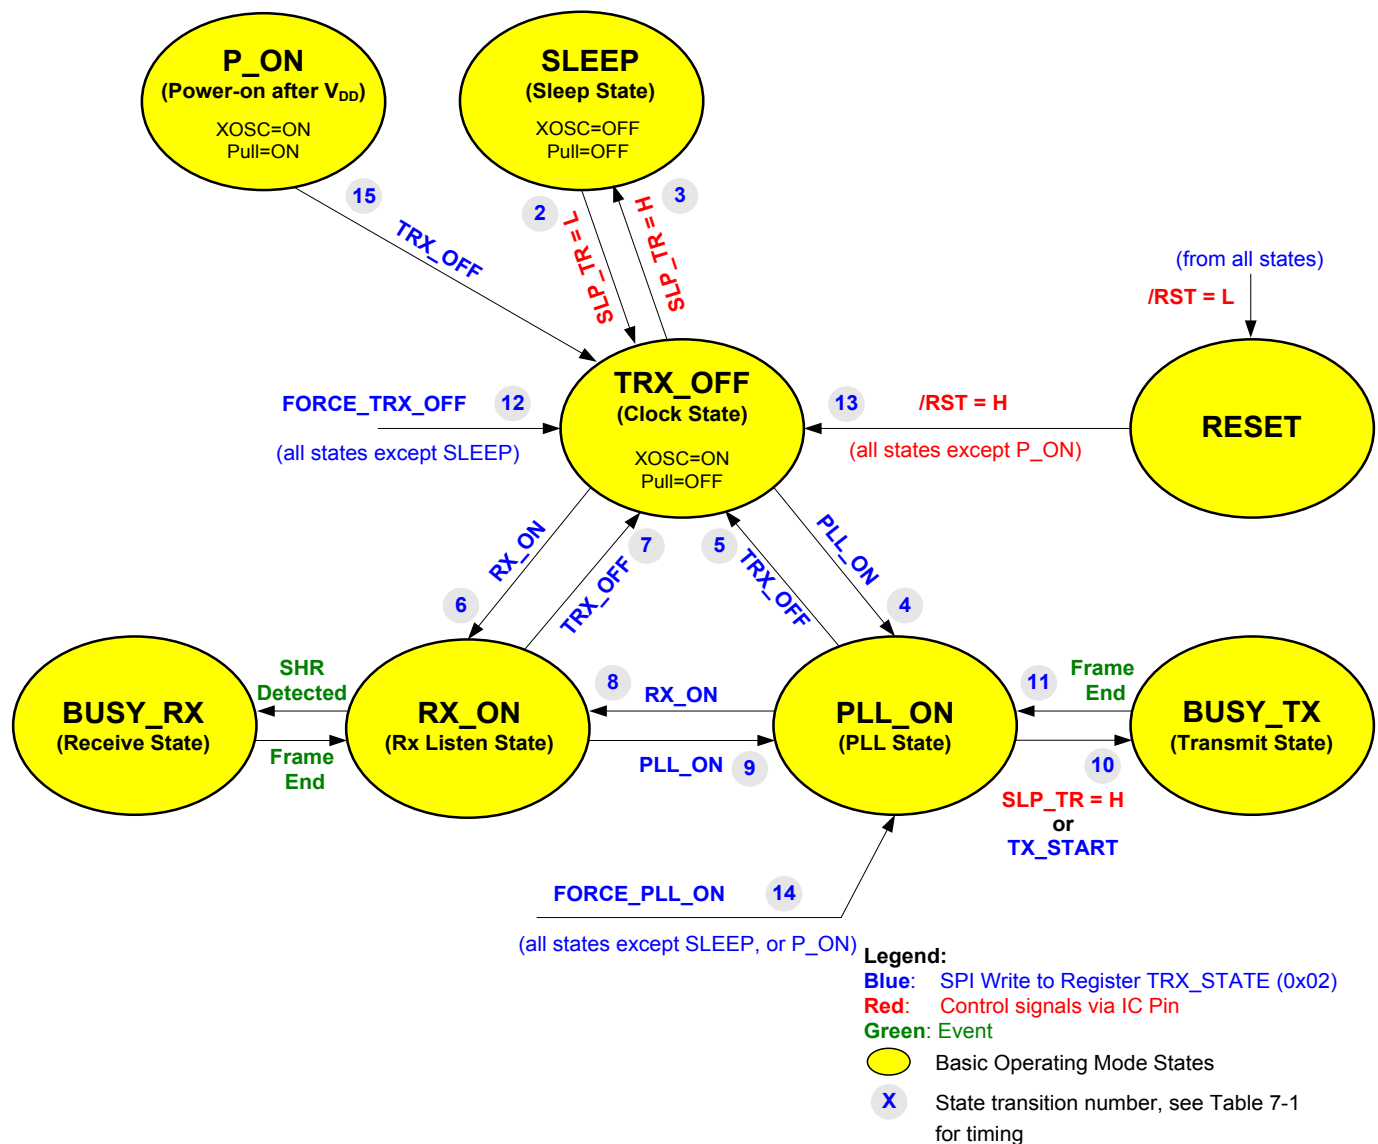 P_ON
(Power-on after VDD)
XOSC=ON
Pull=ON
SLEEP
(Sleep State)
XOSC=OFF
Pull=OFF
15
TRX_OFF
2
SLP_TR = L
3
SLP_TR = H
(from all states)
/RST = L
TRX_OFF
(Clock State)
XOSC=ON
Pull=OFF
FORCE_TRX_OFF
12
(all states except SLEEP)
13
/RST = H
(all states except P_ON)
RESET
RX_ON
6
7
TRX_OFF
5
TRX_OFF
PLL_ON
4
BUSY_RX
(Receive State)
SHR
Detected
Frame
End
RX_ON
(Rx Listen State)
8
RX_ON
PLL_ON
9
PLL_ON
(PLL State)
11
Frame
End
10
SLP_TR = H
or
TX_START
BUSY_TX
(Transmit State)
FORCE_PLL_ON
14
(all states except SLEEP, or P_ON)
Legend:
Blue: SPI Write to Register TRX_STATE (0x02)
Red: Control signals via IC Pin
Green: Event
Basic Operating Mode States
X State transition number, see Table 7-1
for timing